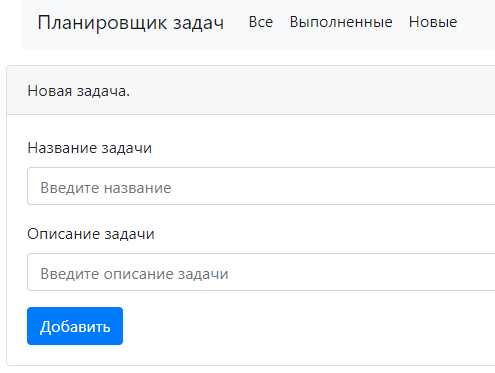 Планировщик задач Все Выполненные Новые
Новая задача.
Название задачи
Введите название
Описание задачи
Введите описание задачи
Добавить